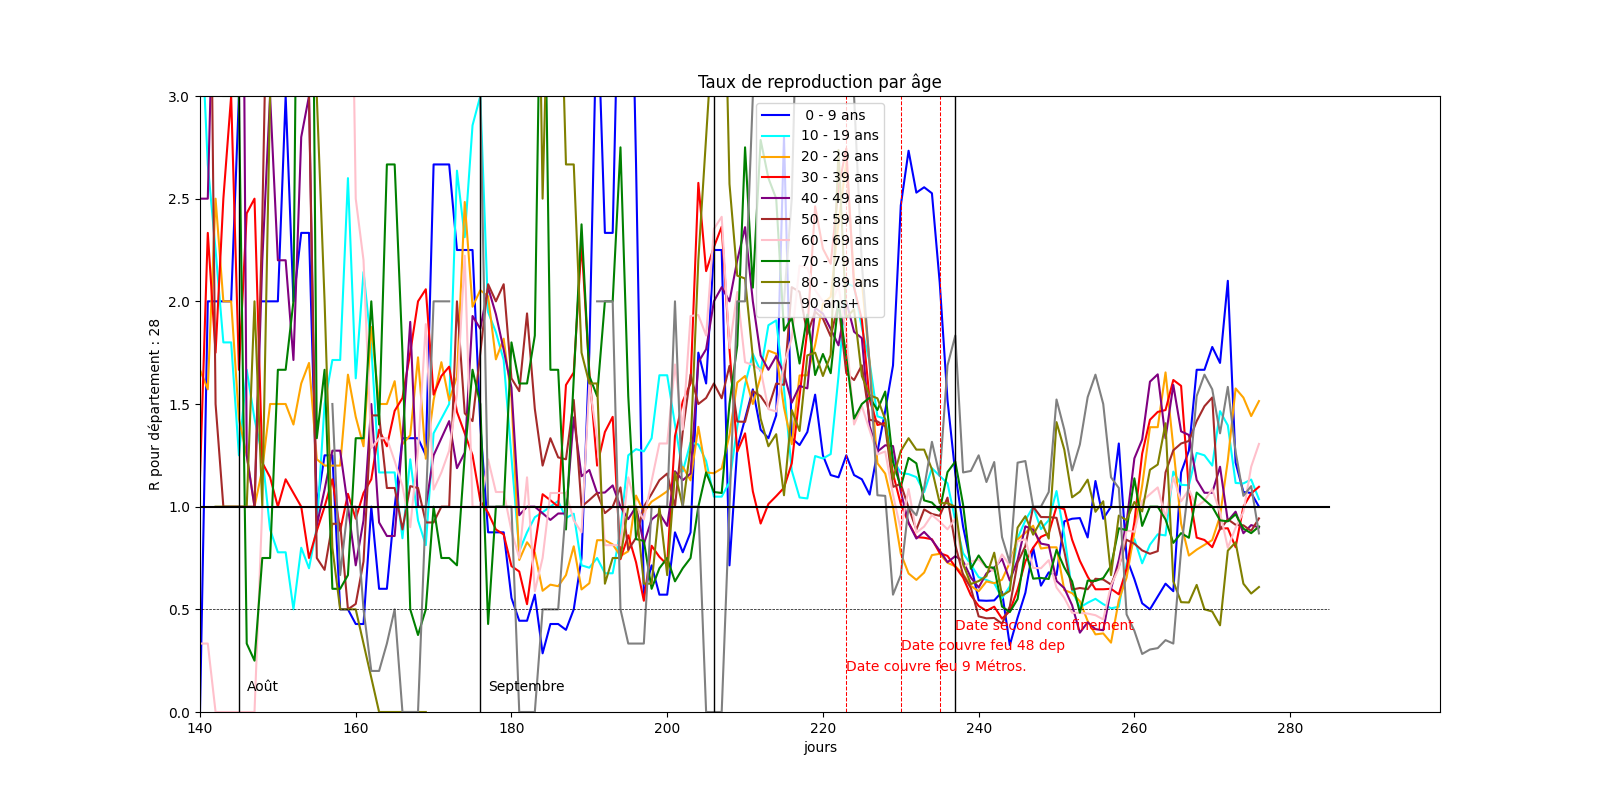 Taux de reproduction par âge
R pour département : 28
3.0
2.5
2.0
1.5
1.0
0.5
0.0
0 - 9 ans
10 - 19 ans
20 - 29 ans
30 - 39 ans
40 - 49 ans
50 - 59 ans
60 - 69 ans
70 - 79 ans
80 - 89 ans
90 ans+
Date second confinement
Date couvre feu 48 dep
Date couvre feu 9 Métros.
Août
Septembre
140
160
180
200
220
240
260
280
jours